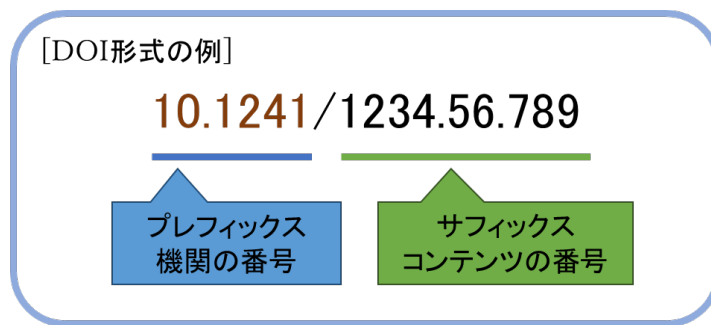 [DOI形式の例]
10.1241/1234.56.789
プレフィックス
機関の番号
サフィックス
コンテンツの番号